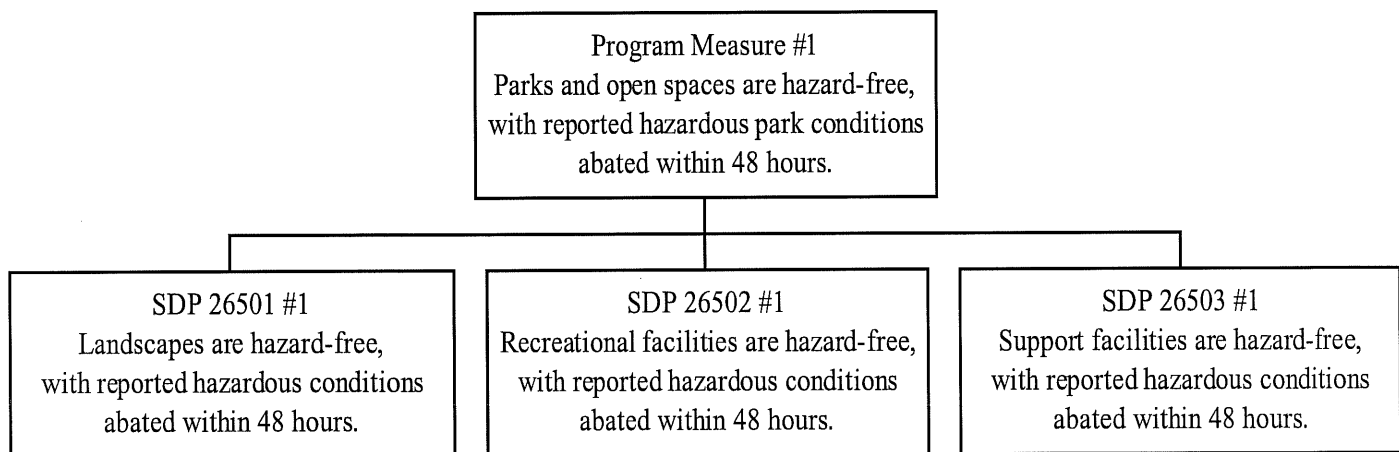 Program Measure #1
Parks and open spaces are hazard-free,
with reported hazardous park conditions
abated within 48 hours.
SDP 26501 #1
Landscapes are hazard-free,
with reported hazardous conditions
abated within 48 hours.
SDP 26502 #1
Recreational facilities are hazard-free,
with reported hazardous conditions
abated within 48 hours.
SDP 26503 #1
Support facilities are hazard-free,
with reported hazardous conditions
abated within 48 hours.